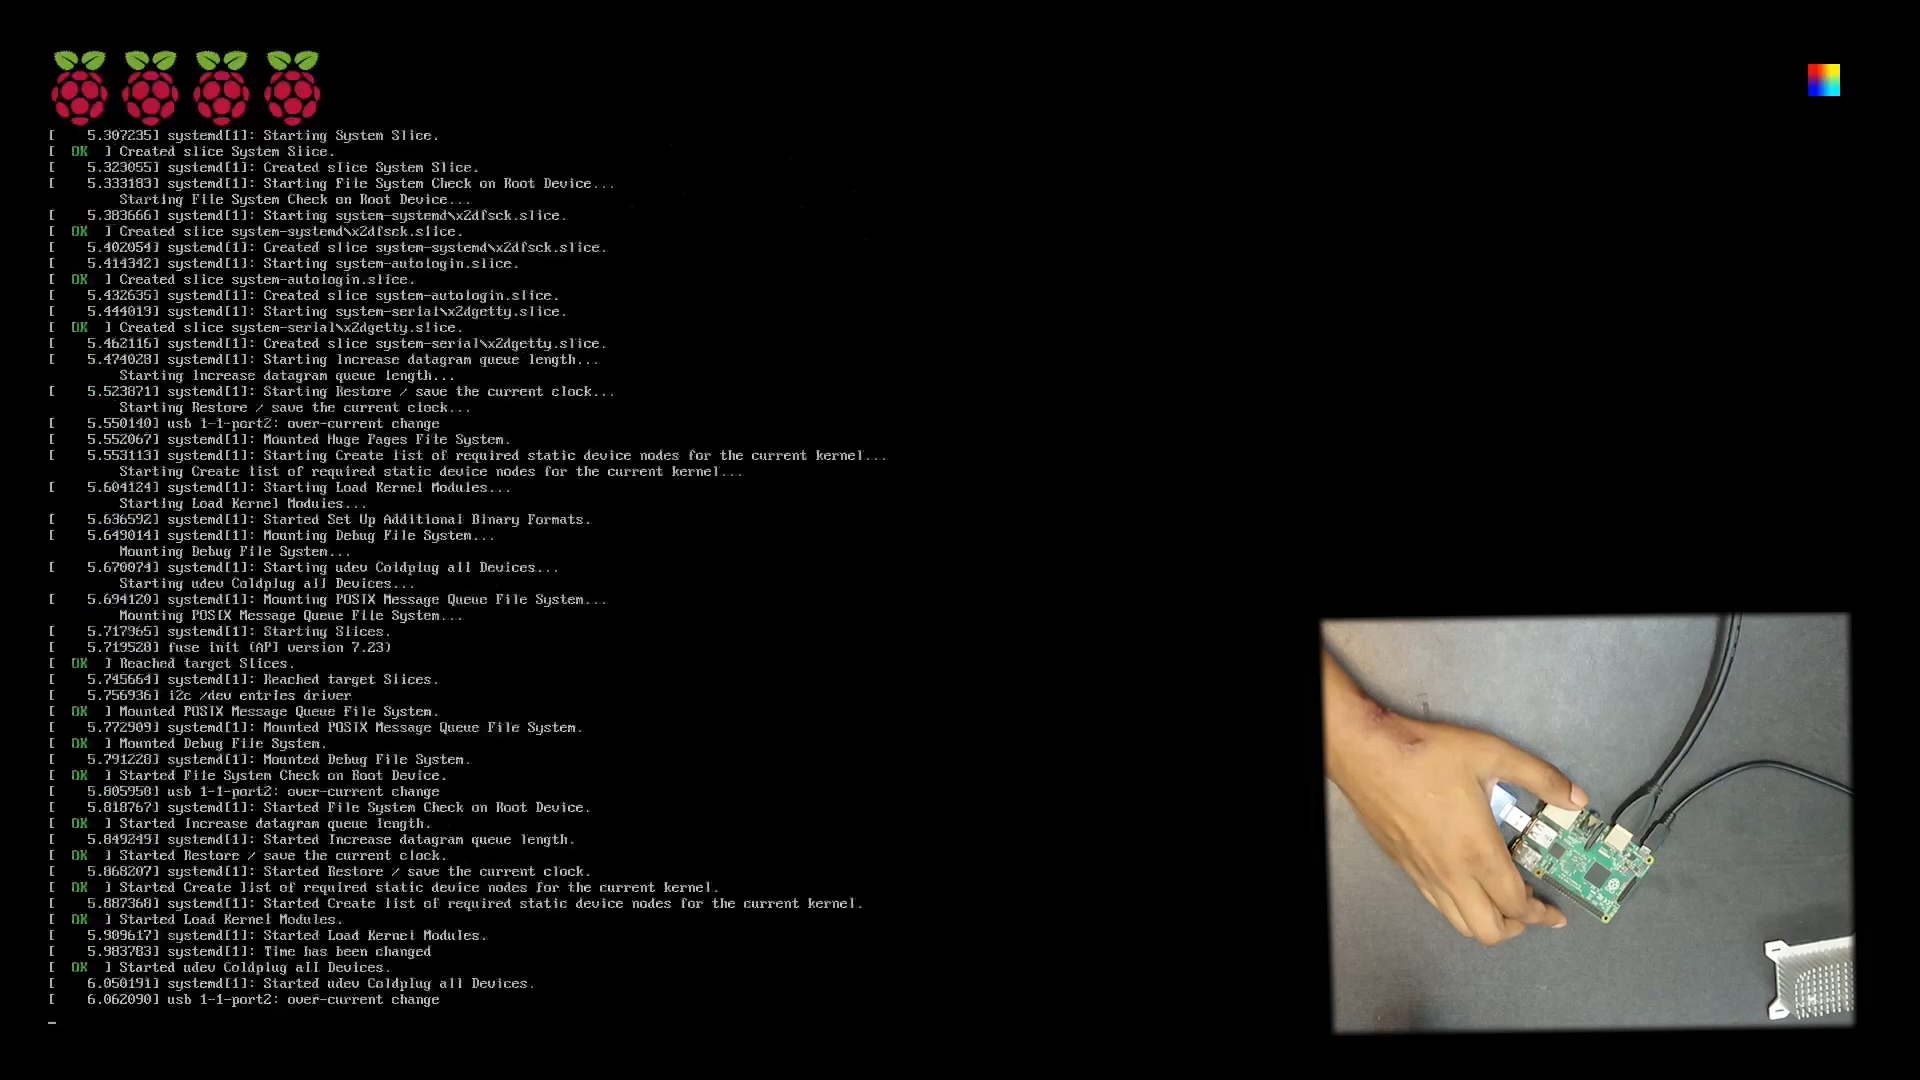 [    5.307235] systemd[1]: Starting System Slice.
[  OK  ] Created slice System Slice.
[    5.323055] systemd[1]: Created slice System Slice.
[    5.333183] systemd[1]: Starting File System Check on Root Device...
         Starting File System Check on Root Device...
[    5.383666] systemd[1]: Starting system-systemd\x2dfsck.slice.
[  OK  ] Created slice system-systemd\x2dfsck.slice.
[    5.402054] systemd[1]: Created slice system-systemd\x2dfsck.slice.
[    5.414342] systemd[1]: Starting system-autologin.slice.
[  OK  ] Created slice system-autologin.slice.
[    5.432635] systemd[1]: Created slice system-autologin.slice.
[    5.444019] systemd[1]: Starting system-serial\x2dgetty.slice.
[  OK  ] Created slice system-serial\x2dgetty.slice.
[    5.462116] systemd[1]: Created slice system-serial\x2dgetty.slice.
[    5.474028] systemd[1]: Starting Increase datagram queue length...
         Starting Increase datagram queue length...
[    5.523871] systemd[1]: Starting Restore / save the current clock...
         Starting Restore / save the current clock...
[    5.550140] usb 1-1-port2: over-current change
[    5.552067] systemd[1]: Mounted Huge Pages File System.
[    5.553113] systemd[1]: Starting Create list of required static device nodes for the current kernel...
         Starting Create list of required static device nodes for the current kernel...
[    5.604124] systemd[1]: Starting Load Kernel Modules...
         Starting Load Kernel Modules...
[    5.636592] systemd[1]: Started Set Up Additional Binary Formats.
[    5.649014] systemd[1]: Mounting Debug File System...
         Mounting Debug File System...
[    5.670074] systemd[1]: Starting udev Coldplug all Devices...
         Starting udev Coldplug all Devices...
[    5.694120] systemd[1]: Mounting POSIX Message Queue File System...
         Mounting POSIX Message Queue File System...
[    5.717965] systemd[1]: Starting Slices.
[    5.719528] fuse init (API version 7.23)
[  OK  ] Reached target Slices.
[    5.745664] systemd[1]: Reached target Slices.
[    5.756936] i2c /dev entries driver
[  OK  ] Mounted POSIX Message Queue File System.
[    5.772909] systemd[1]: Mounted POSIX Message Queue File System.
[  OK  ] Mounted Debug File System.
[    5.791228] systemd[1]: Mounted Debug File System.
[  OK  ] Started File System Check on Root Device.
[    5.805950] usb 1-1-port2: over-current change
[    5.818767] systemd[1]: Started File System Check on Root Device.
[  OK  ] Started Increase datagram queue length.
[    5.849249] systemd[1]: Started Increase datagram queue length.
[  OK  ] Started Restore / save the current clock.
[    5.868207] systemd[1]: Started Restore / save the current clock.
[  OK  ] Started Create list of required static device nodes for the current kernel.
[    5.887368] systemd[1]: Started Create list of required static device nodes for the current kernel.
[  OK  ] Started Load Kernel Modules.
[    5.909617] systemd[1]: Started Load Kernel Modules.
[    5.983783] systemd[1]: Time has been changed
[  OK  ] Started udev Coldplug all Devices.
[    6.050191] systemd[1]: Started udev Coldplug all Devices.
[    6.062090] usb 1-1-port2: over-current change
_